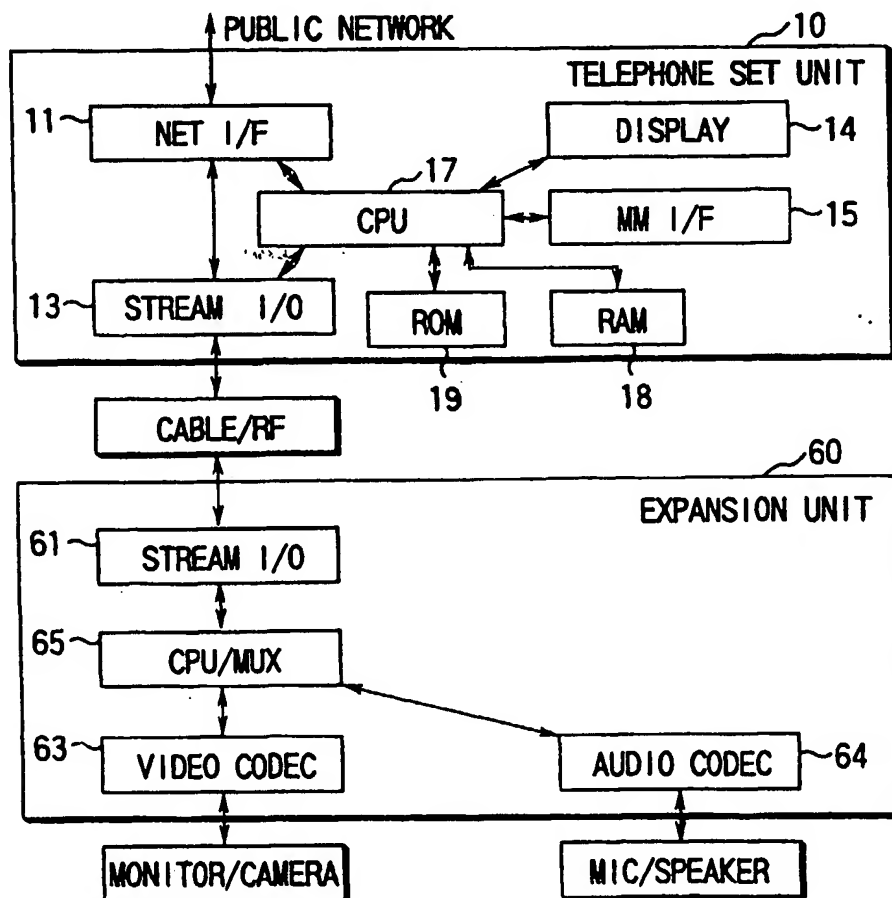 PUBLIC NETWORK
10
TELEPHONE SET UNIT
11
NET I/F
DISPLAY
14
17
CPU
MM I/F
15
13
STREAM I/O
ROM
RAM
19
18
CABLE/RF
60
EXPANSION UNIT
61
STREAM I/O
65
CPU/MUX
63
VIDEO CODEC
AUDIO CODEC
64
MONITOR/CAMERA
MIC/SPEAKER